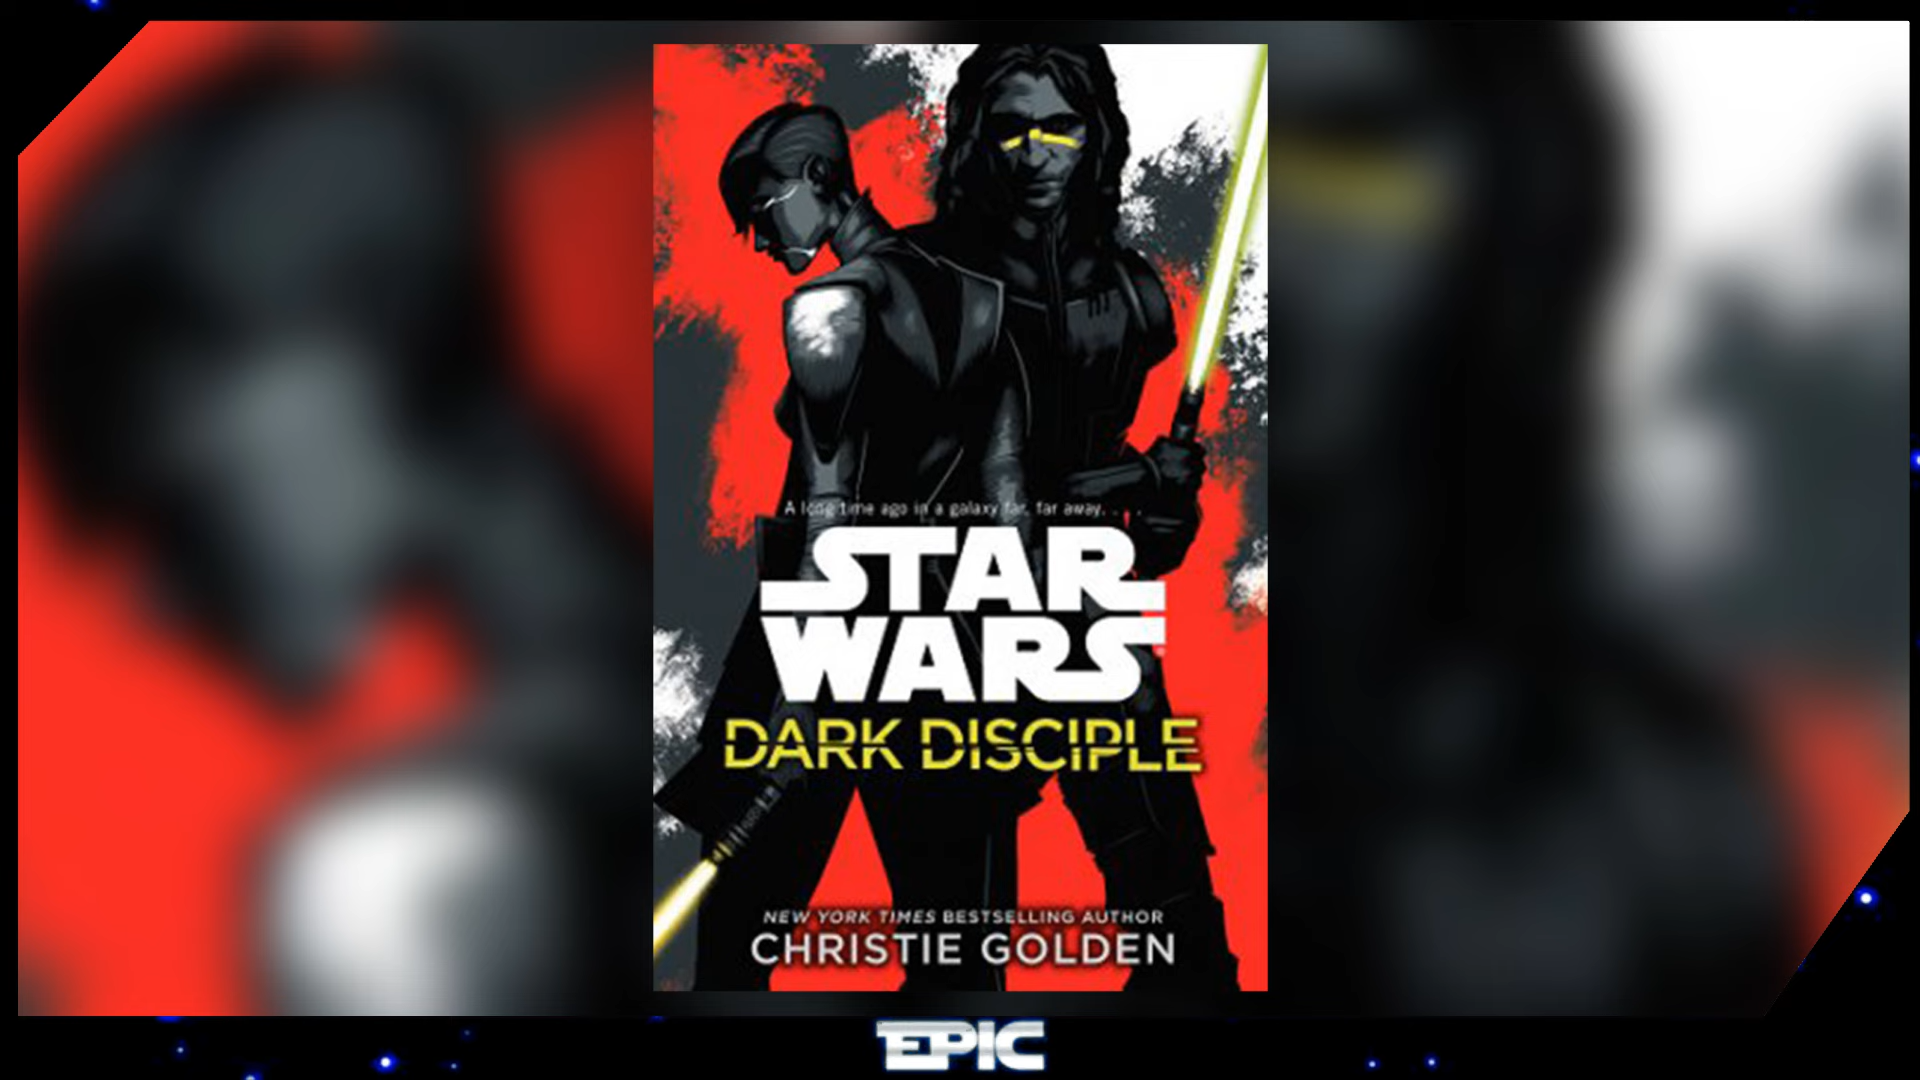 A long time ago in a galaxy far, far away. . . .
STAR
WARS
DARK DISCIPLE
NEW YORK TIMES BESTSELLING AUTHOR
CHRISTIE GOLDEN
EPIC